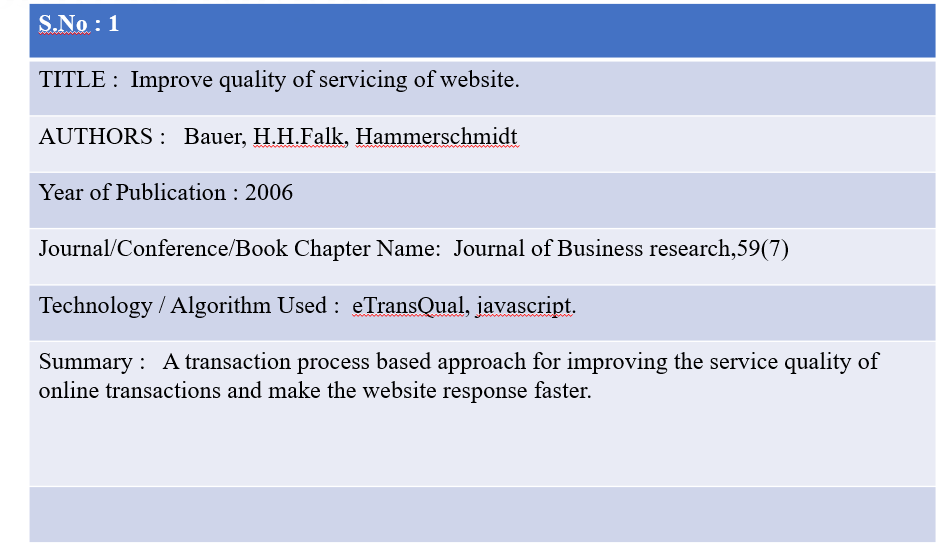 S.No : 1
TITLE :  Improve quality of servicing of website.
AUTHORS :   Bauer, H.H.Falk, Hammerschmidt
Year of Publication : 2006
Journal/Conference/Book Chapter Name:  Journal of Business research,59(7)
Technology / Algorithm Used :  eTransQual, javascript.
Summary :   A transaction process based approach for improving the service quality of
online transactions and make the website response faster.